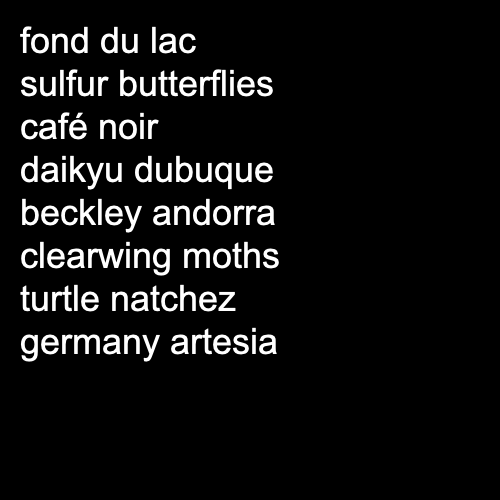 fond du lac
sulfur butterflies
café noir
daikyu dubuque
beckley andorra
clearwing moths
turtle natchez
germany artesia